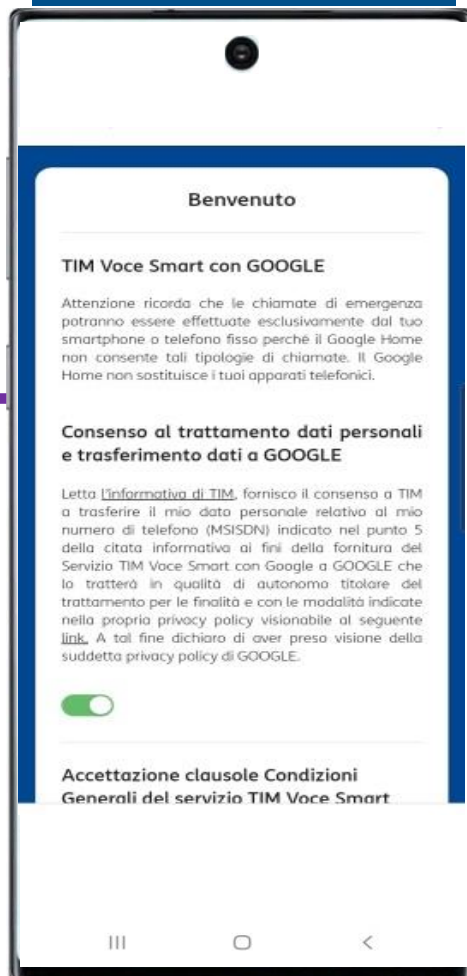 Benvenuto
TIM Voce Smart con GOOGLE
Attenzione ricorda che le chiamate di emergenza
potranno essere effettuate esclusivamente dal tuo
smartphone o telefono fisso perché il Google Home
non consente tali tipologie di chiamate. Il Google
Home non sostituisce i tuoi apparati telefonici.
Consenso al trattamento dati personali
e trasferimento dati a GOOGLE
Letta l'informativa di TIM, fornisco il consenso a TIM
a trasferire il mio dato personale relativo al mio
numero di telefono (MSISDN) indicato nel punto 5
della citata informativa ai fini della fornitura del
Servizio TIM Voce Smart con Google a GOOGLE che
lo tratterà in qualità di autonomo titolare del
trattamento per le finalità e con le modalità indicate
nella propria privacy policy visionabile al seguente
link. A tal fine dichiaro di aver preso visione della
suddetta privacy policy di GOOGLE.
Accettazione clausole Condizioni
Generali del servizio TIM Voce Smart